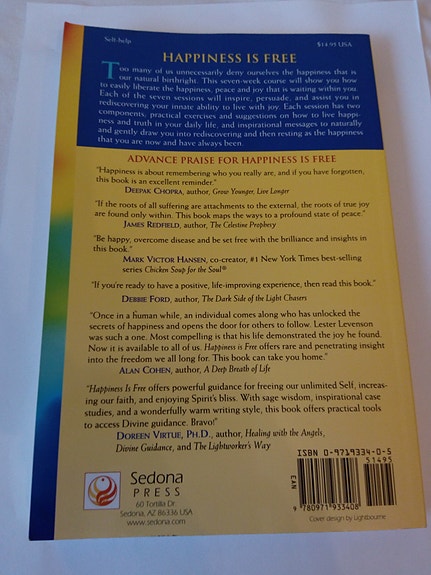 Self-help
$14.95 USA
HAPPINESS IS FREE
Too many of us unnecessarily deny ourselves the happiness that is
our natural birthright. This seven-week course will show you how
to easily liberate the happiness, peace and joy that is waiting within you.
Each of the seven sessions will inspire, persuade, and assist you in
rediscovering your innate ability to live with joy. Each session has two
components, practical exercises and suggestions on how to live happi-
ness and truth in your daily life, and inspirational messages to naturally
and gently draw you into rediscovering and then resting as the happiness
that you are now and have always been.
ADVANCE PRAISE FOR HAPPINESS IS FREE
"Happiness is about remembering who you really are, and if you have forgotten,
this book is an excellent reminder."
DEEPAK CHOPRA, author, Grow Younger, Live Longer
"If the roots of all suffering are attachments to the external, the roots of true joy
are found only within. This book maps the ways to a profound state of peace."
JAMES REDFIELD, author, The Celestine Prophecy
"Be happy, overcome disease and be set free with the brilliance and insights in
this book."
MARK VICTOR HANSEN, co-creator, #1 New York Times best-selling
series Chicken Soup for the Soul®
"If you're ready to have a positive, life-improving experience, then read this book."
DEBBIE FORD, author, The Dark Side of the Light Chasers
"Once in a human while, an individual comes along who has unlocked the
secrets of happiness and opens the door for others to follow. Lester Levenson
was such a one. Most compelling is that his life demonstrated the joy he found.
Now it is available to all of us. Happiness is Free offers rare and penetrating insight
into the freedom we all long for. This book can take you home."
ALAN COHEN, author, A Deep Breath of Life
"Happiness Is Free offers powerful guidance for freeing our unlimited Self, increas-
ing our faith, and enjoying Spirit's bliss. With sage wisdom, inspirational case
studies, and a wonderfully warm writing style, this book offers practical tools
to access Divine guidance. Bravo!"
DOREEN VIRTUE, PH.D., author, Healing with the Angels,
Divine Guidance, and The Lightworker's Way
Sedona
PRESS
60 Tortilla Dr.
Sedona, AZ 86336 USA
www.sedona.com
ISBN 0-9719334-0-5
51495
EAN
9 780971 933408
Cover design by Lightbourne